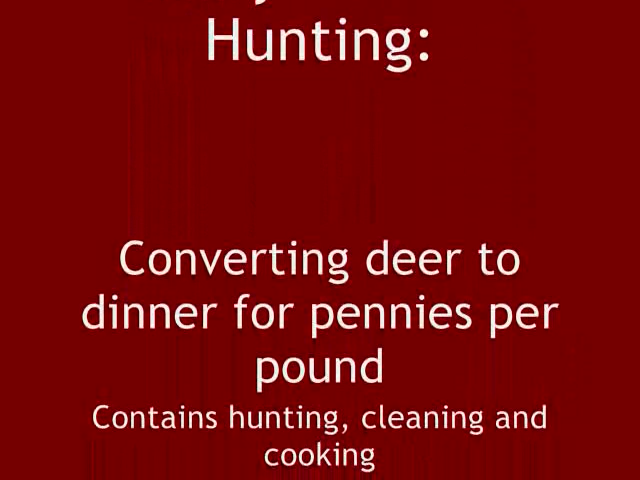 Hunting:
Converting deer to
dinner for pennies per
pound
Contains hunting, cleaning and
cooking